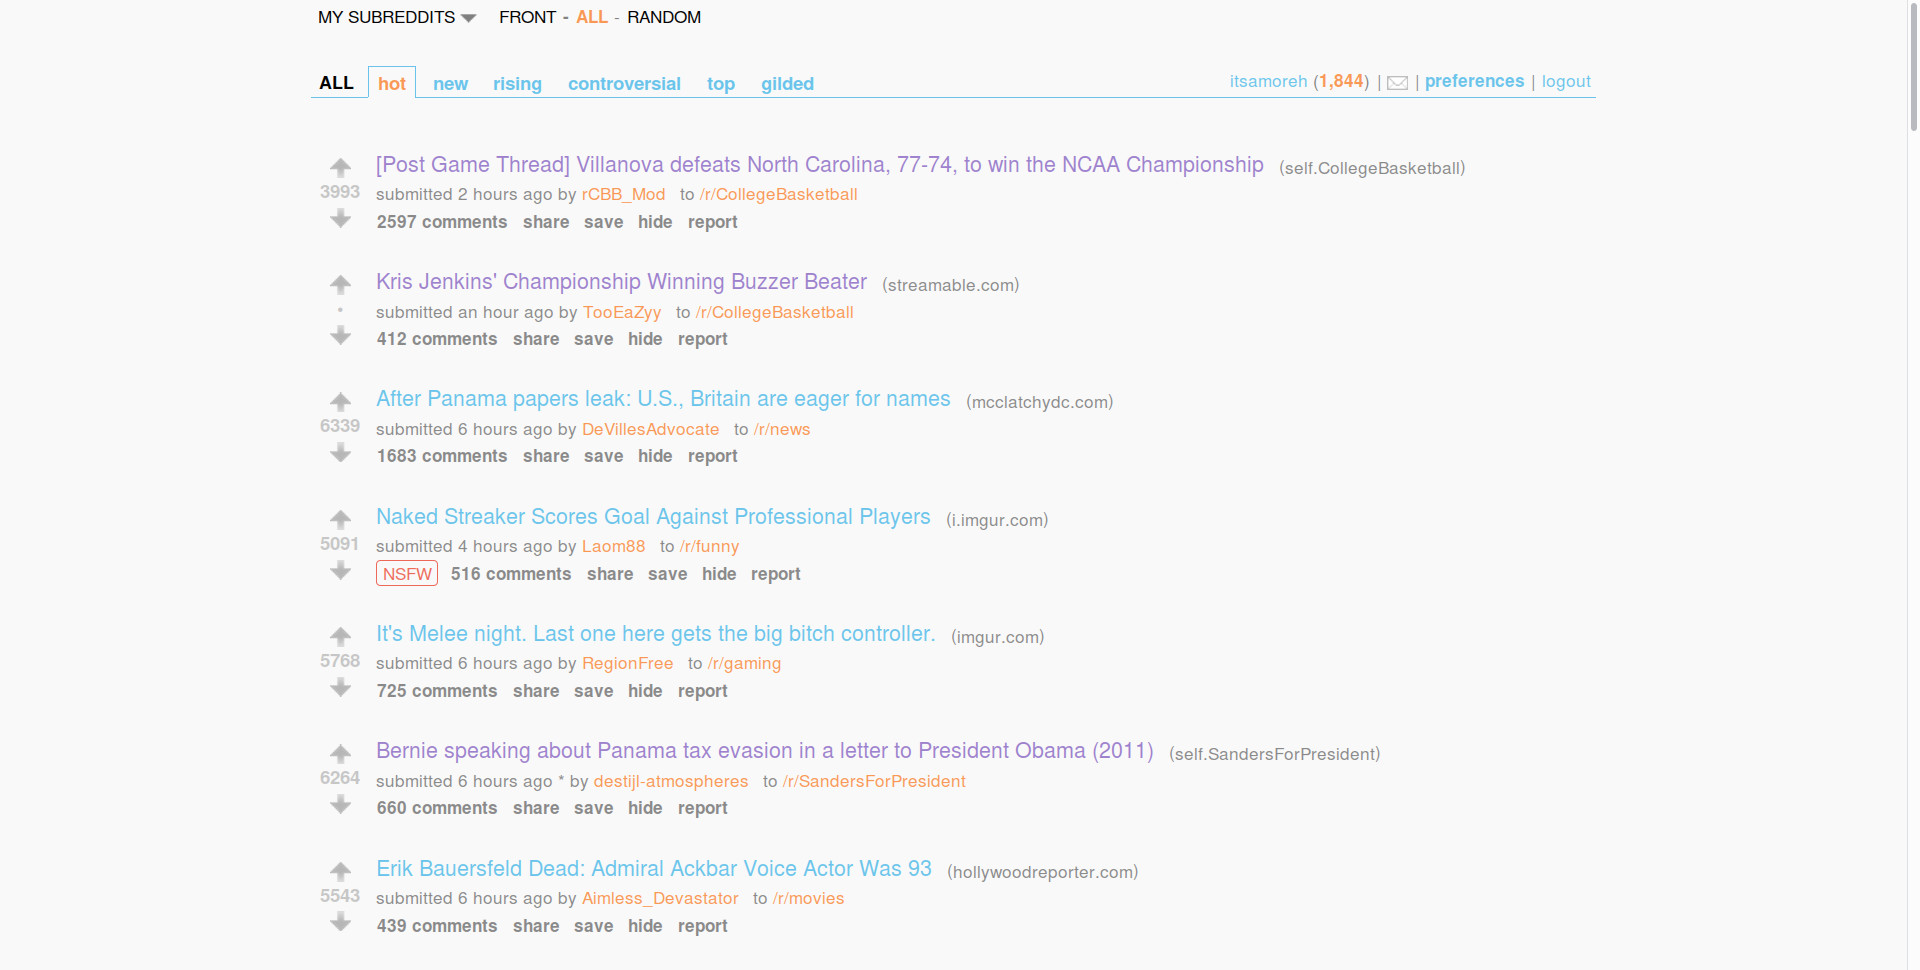 MY SUBREDDITS FRONT - ALL - RANDOM
ALL hot new rising controversial top gilded itsamoreh (1,844) | | preferences | logout
[Post Game Thread] Villanova defeats North Carolina, 77-74, to win the NCAA Championship (self.CollegeBasketball)
3993 submitted 2 hours ago by rCBB_Mod to /r/CollegeBasketball
2597 comments share save hide report
Kris Jenkins' Championship Winning Buzzer Beater (streamable.com)
• submitted an hour ago by TooEaZyy to /r/CollegeBasketball
412 comments share save hide report
After Panama papers leak: U.S., Britain are eager for names (mcclatchydc.com)
6339 submitted 6 hours ago by DeVillesAdvocate to /r/news
1683 comments share save hide report
Naked Streaker Scores Goal Against Professional Players (i.imgur.com)
5091 submitted 4 hours ago by Laom88 to /r/funny
NSFW 516 comments share save hide report
It's Melee night. Last one here gets the big bitch controller. (imgur.com)
5768 submitted 6 hours ago by RegionFree to /r/gaming
725 comments share save hide report
Bernie speaking about Panama tax evasion in a letter to President Obama (2011) (self.SandersForPresident)
6264 submitted 6 hours ago * by destijl-atmospheres to /r/SandersForPresident
660 comments share save hide report
Erik Bauersfeld Dead: Admiral Ackbar Voice Actor Was 93 (hollywoodreporter.com)
5543 submitted 6 hours ago by Aimless_Devastator to /r/movies
439 comments share save hide report